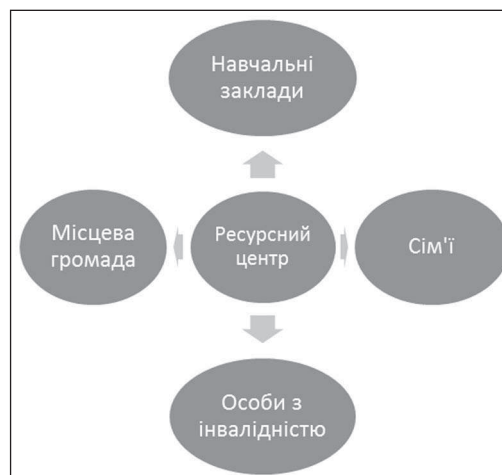 Навчальні
заклади
Місцева
громада
Ресурсний
центр
Сім'ї
Особи з
інвалідністю